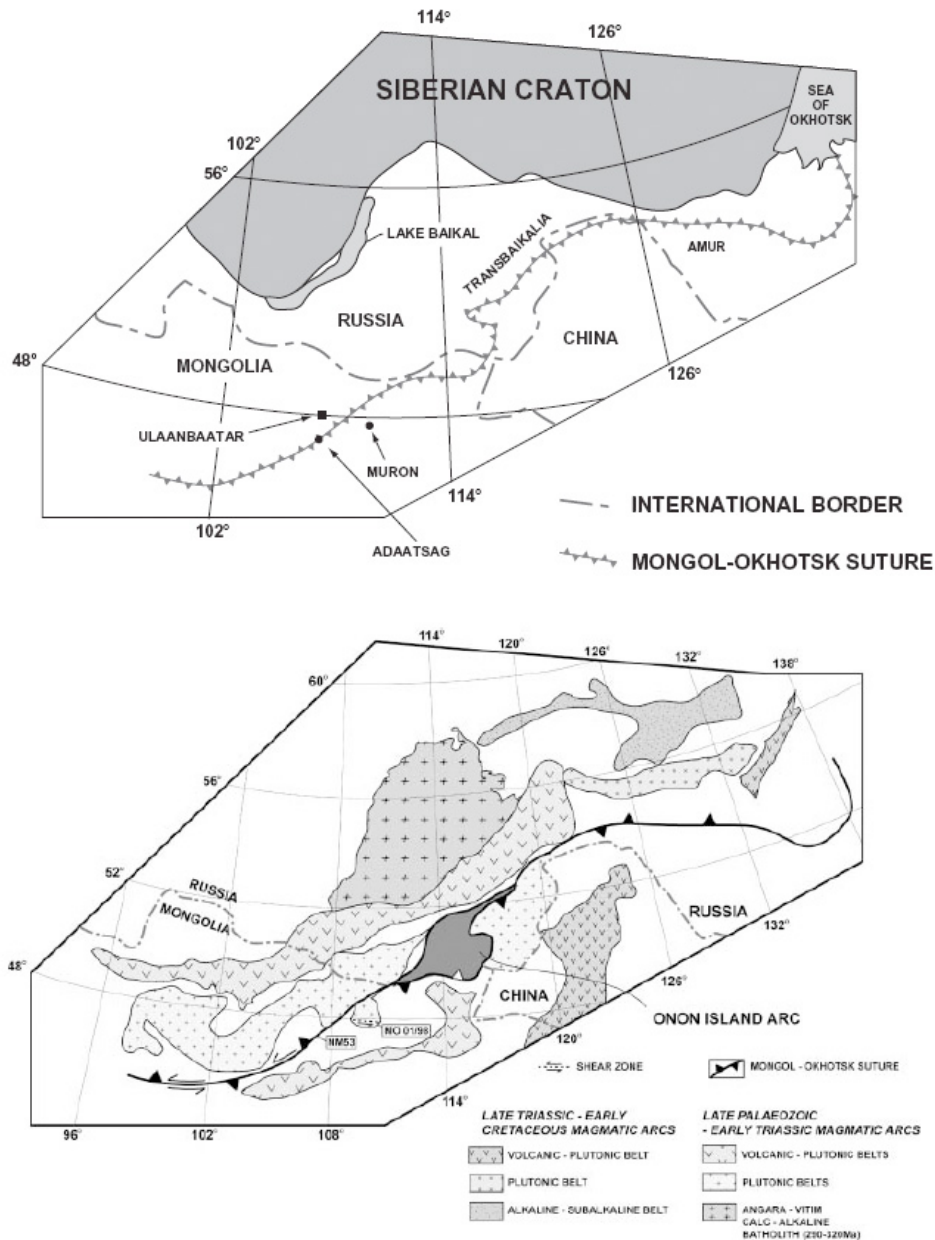 114°
126°
SIBERIAN CRATON
SEA
OF
OKHOTSK
102°
56°
LAKE BAIKAL
TRANSBAIKALIA
AMUR
RUSSIA
CHINA
48°
MONGOLIA
126°
ULAANBAATAR
MURON
114°
102°
ADAATSAG
INTERNATIONAL BORDER
MONGOL-OKHOTSK SUTURE
114°
120°
126°
132°
138°
60°
56°
52°
RUSSIA
MONGOLIA
RUSSIA
132°
48°
126°
CHINA
ONON ISLAND ARC
NO 01/98
NM53
120°
SHEAR ZONE
MONGOL - OKHOTSK SUTURE
114°
96°
102°
108°
LATE TRIASSIC - EARLY
CRETACEOUS MAGMATIC ARCS
VOLCANIC - PLUTONIC BELT
PLUTONIC BELT
ALKALINE - SUBALKALINE BELT
LATE PALAEDZOIC
- EARLY TRIASSIC MAGMATIC ARCS
VOLCANIC - PLUTONIC BELTS
PLUTONIC BELTS
ANGARA - VITIM
CALC - ALKALINE
BATHOLITH (290-320Ma)